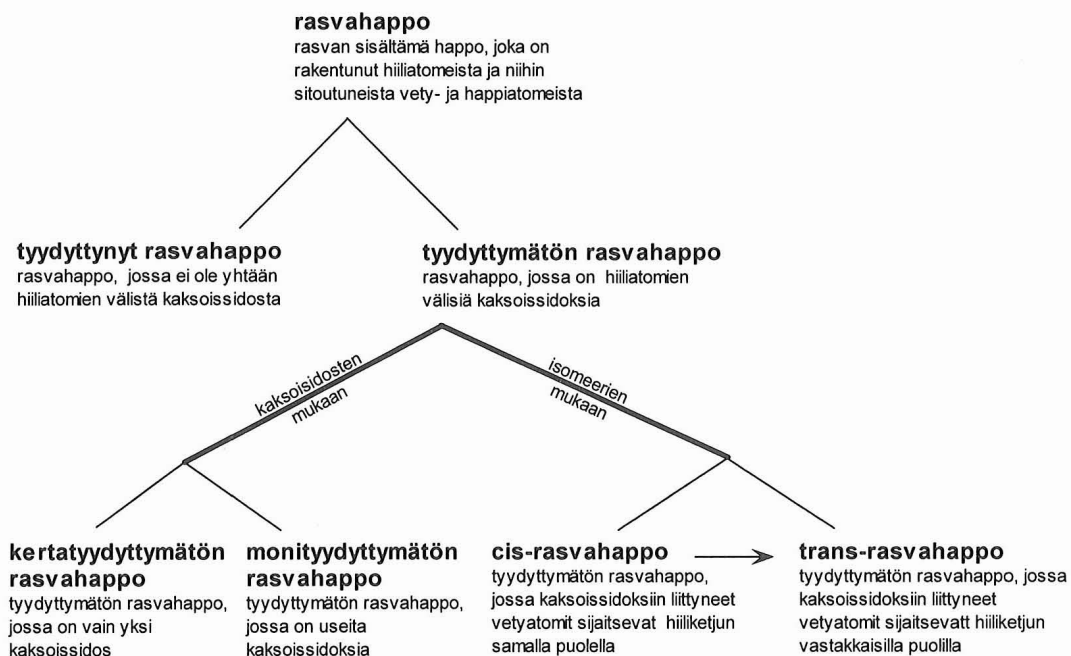 rasvahappo
rasvan sisältämä happo, joka on
rakentunut hiiliatomeista ja niihin
sitoutuneista vety- ja happiatomeista
tyydyttynyt rasvahappo
rasvahappo, jossa ei ole yhtään
hiiliatomien välistä kaksoissidosta
tyydyttymätön rasvahappo
rasvahappo, jossa on hiiliatomien
välisiä kaksoissidoksia
kaksoisidosten
mukaan
isomeerien
mukaan
kertatyydyttymätön
rasvahappo
tyydyttymätön rasvahappo,
jossa on vain yksi
kaksoissidos
monityydyttymätön
rasvahappo
tyydyttymätön rasvahappo,
jossa on useita
kaksoissidoksia
cis-rasvahappo
tyydyttymätön rasvahappo,
jossa kaksoissidoksiin liittyneet
vetyatomit sijaitsevat hiiliketjun
samalla puolella
trans-rasvahappo
tyydyttymätön rasvahappo, jossa
kaksoissidoksiin liittyneet
vetyatomit sijaitsevatt hiiliketjun
vastakkaisilla puolilla